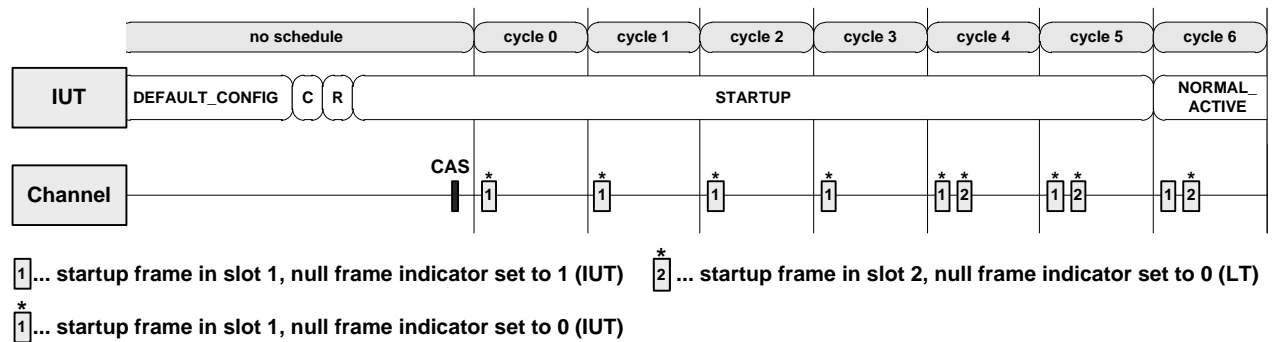 no schedule cycle 0 cycle 1 cycle 2 cycle 3 cycle 4 cycle 5 cycle 6
IUT DEFAULT_CONFIG C R STARTUP NORMAL_
ACTIVE
CAS
* * * * * * * * *
Channel 1 1 1 1 1 2 1 2 1 2
1 ... startup frame in slot 1, null frame indicator set to 1 (IUT) * 2 ... startup frame in slot 2, null frame indicator set to 0 (LT)
* 1 ... startup frame in slot 1, null frame indicator set to 0 (IUT)